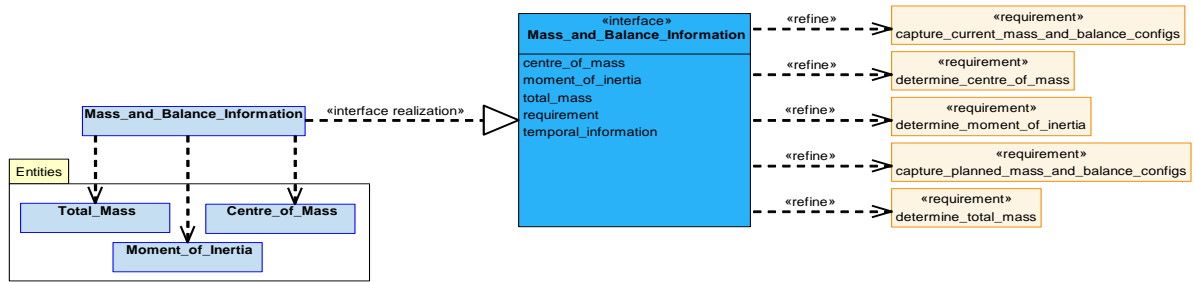 Mass_and_Balance_Information
Entities
Total_Mass
Centre_of_Mass
Moment_of_Inertia
«interface realization»
«interface»
Mass_and_Balance_Information
centre_of_mass
moment_of_inertia
total_mass
requirement
temporal_information
«refine»
«requirement»
capture_current_mass_and_balance_configs
«refine»
«requirement»
determine_centre_of_mass
«refine»
«requirement»
determine_moment_of_inertia
«refine»
«requirement»
capture_planned_mass_and_balance_configs
«refine»
«requirement»
determine_total_mass